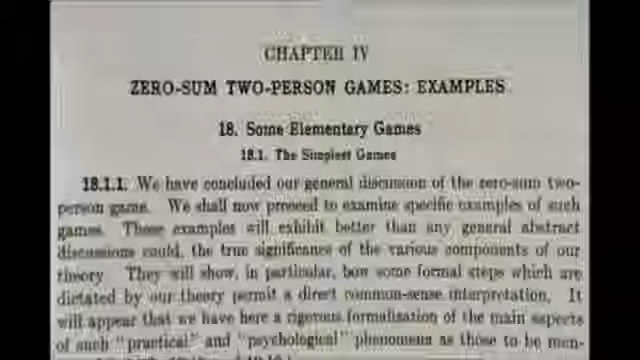 CHAPTER IV
ZERO-SUM TWO-PERSON GAMES: EXAMPLES
18. Some Elementary Games
18.1. The Simplest Games
18.1.1. We have concluded our general discussion of the zero-sum two-
person game. We shall now proceed to examine specific examples of such
games. These examples will exhibit better than any general abstract
discussions could, the true significance of the various components of our
theory. They will show, in particular, how some formal steps which are
dictated by our theory permit a direct common-sense interpretation. It
will appear that we have here a rigorous formalisation of the main aspects
of such "practical" and "psychological" phenomena as those to be men-